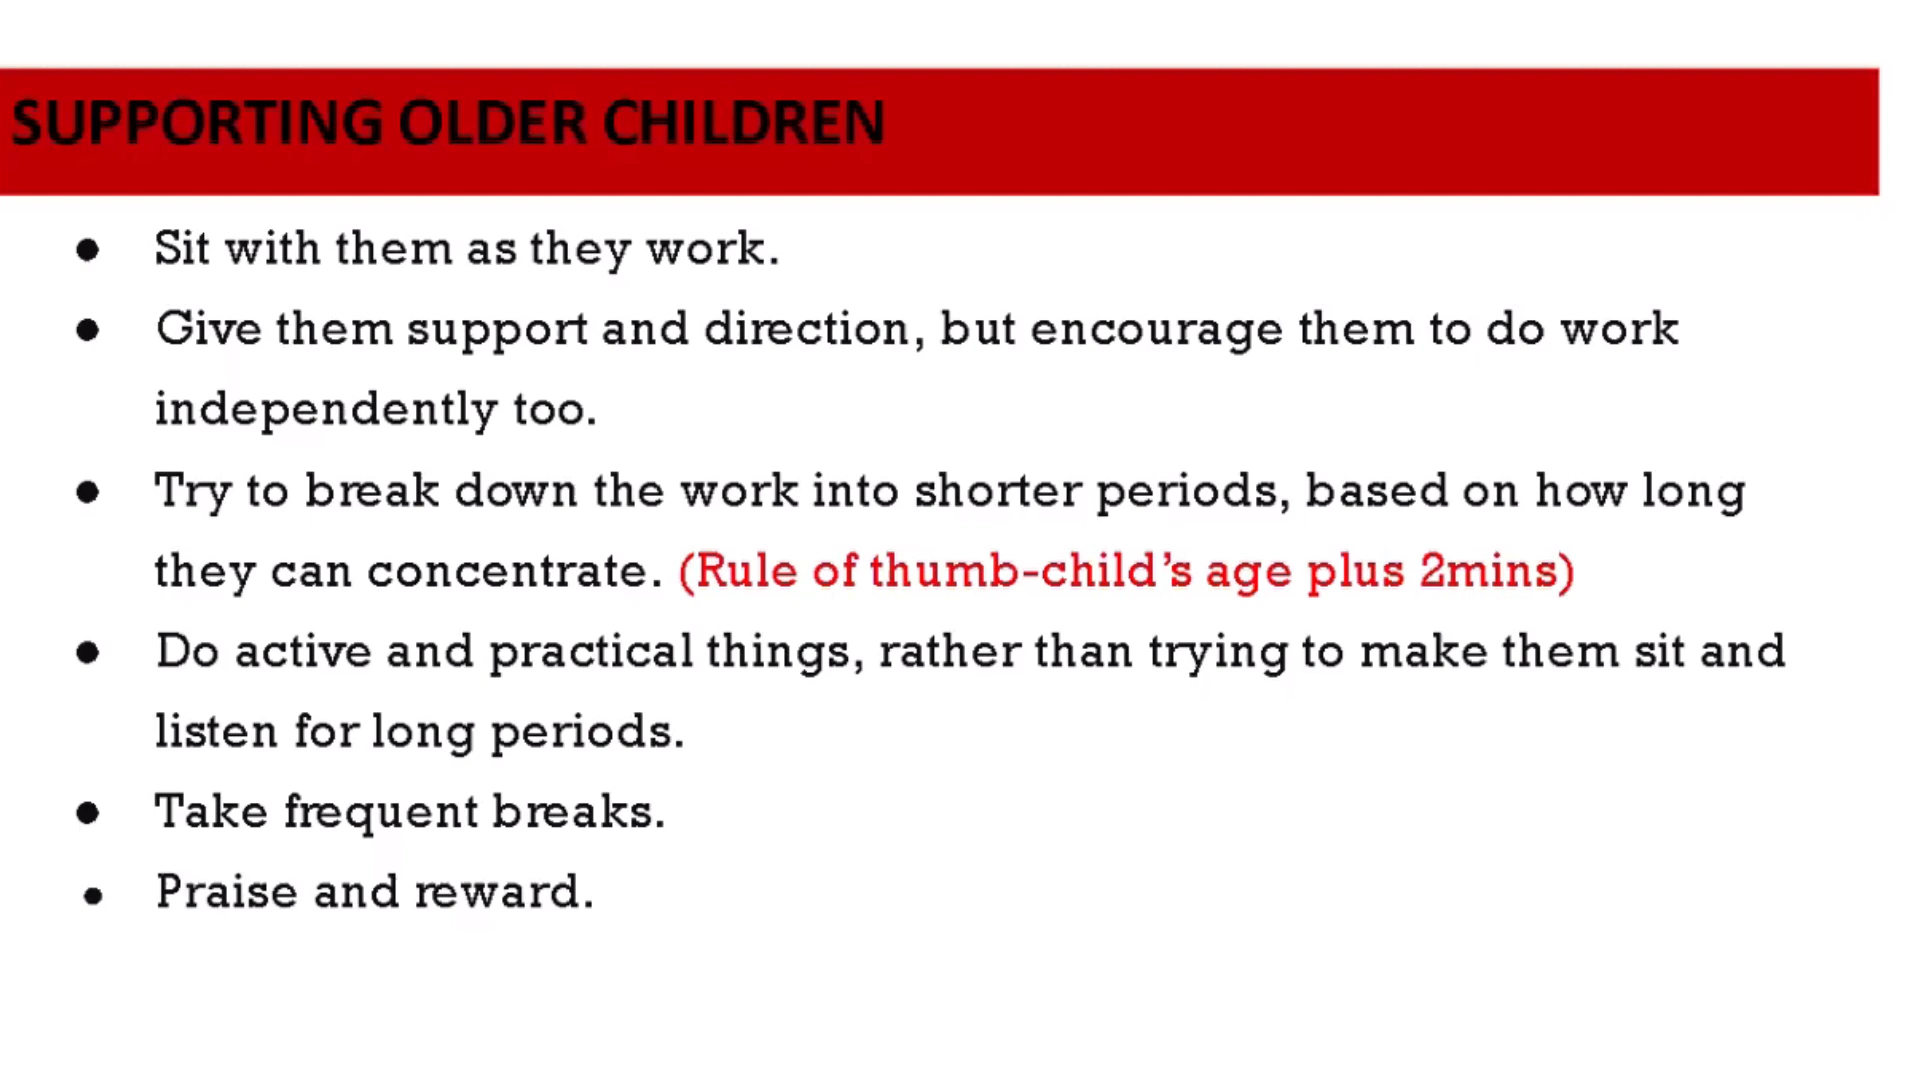 SUPPORTING OLDER CHILDREN
● Sit with them as they work.
● Give them support and direction, but encourage them to do work
independently too.
● Try to break down the work into shorter periods, based on how long
they can concentrate. (Rule of thumb-child’s age plus 2mins)
● Do active and practical things, rather than trying to make them sit and
listen for long periods.
● Take frequent breaks.
● Praise and reward.